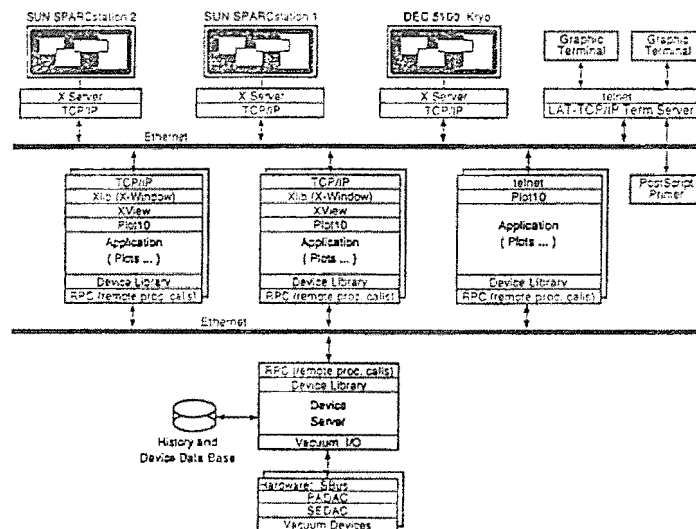 SUN SPARCstation 2
SUN SPARCstation 1
DEC 5100 Kryo
Graphic
Terminal
Graphic
Terminal
X Server
TCP/IP
X Server
TCP/IP
X Server
TCP/IP
telnet
LAT-TCP/IP Term Server
Ethernet
TCP/IP
Xlib (X-Window)
XView
Plot10
Application
( Plots ... )
Device Library
RPC (remote proc. calls)
TCP/IP
Xlib (X-Window)
XView
Plot10
Application
( Plots ... )
Device Library
RPC (remote proc. calls)
telnet
Plot10
Application
( Plots ... )
Device Library
RPC (remote proc. calls)
PostScript
Printer
Ethernet
RPC (remote proc. calls)
Device Library
Device
Server
Vacuum I/O
History and
Device Data Base
Hardware: SBus
PADAC
SEDAC
Vacuum Devices